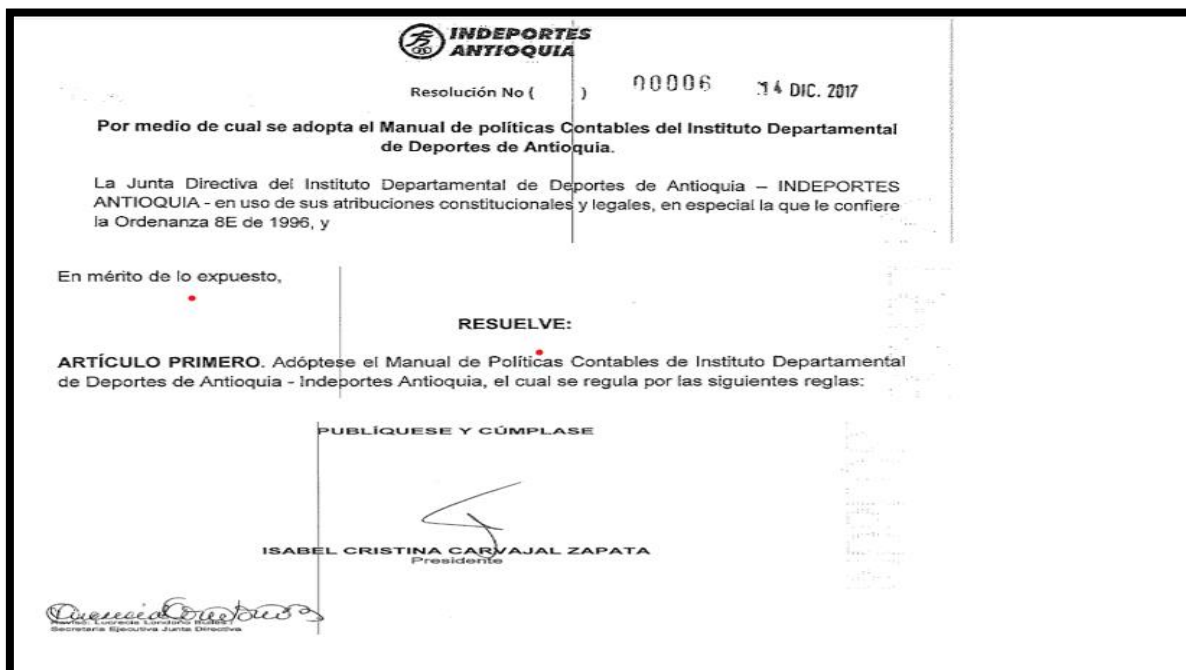 INDEPORTES
ANTIOQUIA
Resolución No ( ) 00006 14 DIC. 2017
Por medio de cual se adopta el Manual de políticas Contables del Instituto Departamental
de Deportes de Antioquia.
La Junta Directiva del Instituto Departamental de Deportes de Antioquia – INDEPORTES
ANTIOQUIA - en uso de sus atribuciones constitucionales y legales, en especial la que le confiere
la Ordenanza 8E de 1996, y
En mérito de lo expuesto,
RESUELVE:
ARTÍCULO PRIMERO. Adóptese el Manual de Políticas Contables de Instituto Departamental
de Deportes de Antioquia - Indeportes Antioquia, el cual se regula por las siguientes reglas:
PUBLÍQUESE Y CÚMPLASE
ISABEL CRISTINA CARVAJAL ZAPATA
Presidente
Revisó: Lucrecia Londoño
Secretaria Ejecutiva Junta Directiva